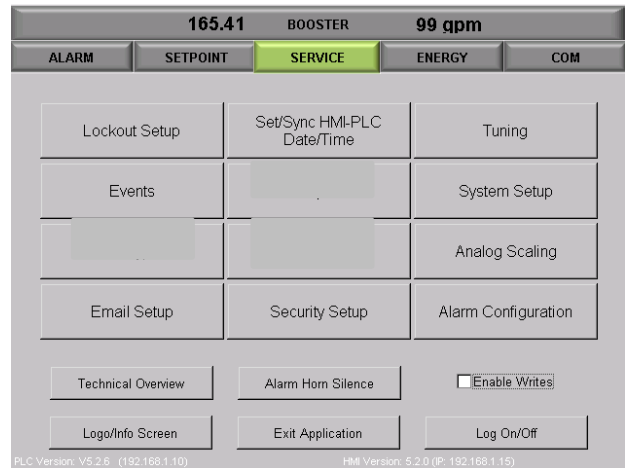 165.41 BOOSTER 99 gpm
ALARM SETPOINT SERVICE ENERGY COM
Lockout Setup
Set/Sync HMI-PLC
Date/Time
Tuning
Events
System Setup
Analog Scaling
Email Setup
Security Setup
Alarm Configuration
Technical Overview
Alarm Horn Silence
Enable Writes
Logo/Info Screen
Exit Application
Log On/Off
PLC Version: V5.2.6 (192.168.1.10)
HMI Version: 5.2.0 (IP: 192.168.1.15)